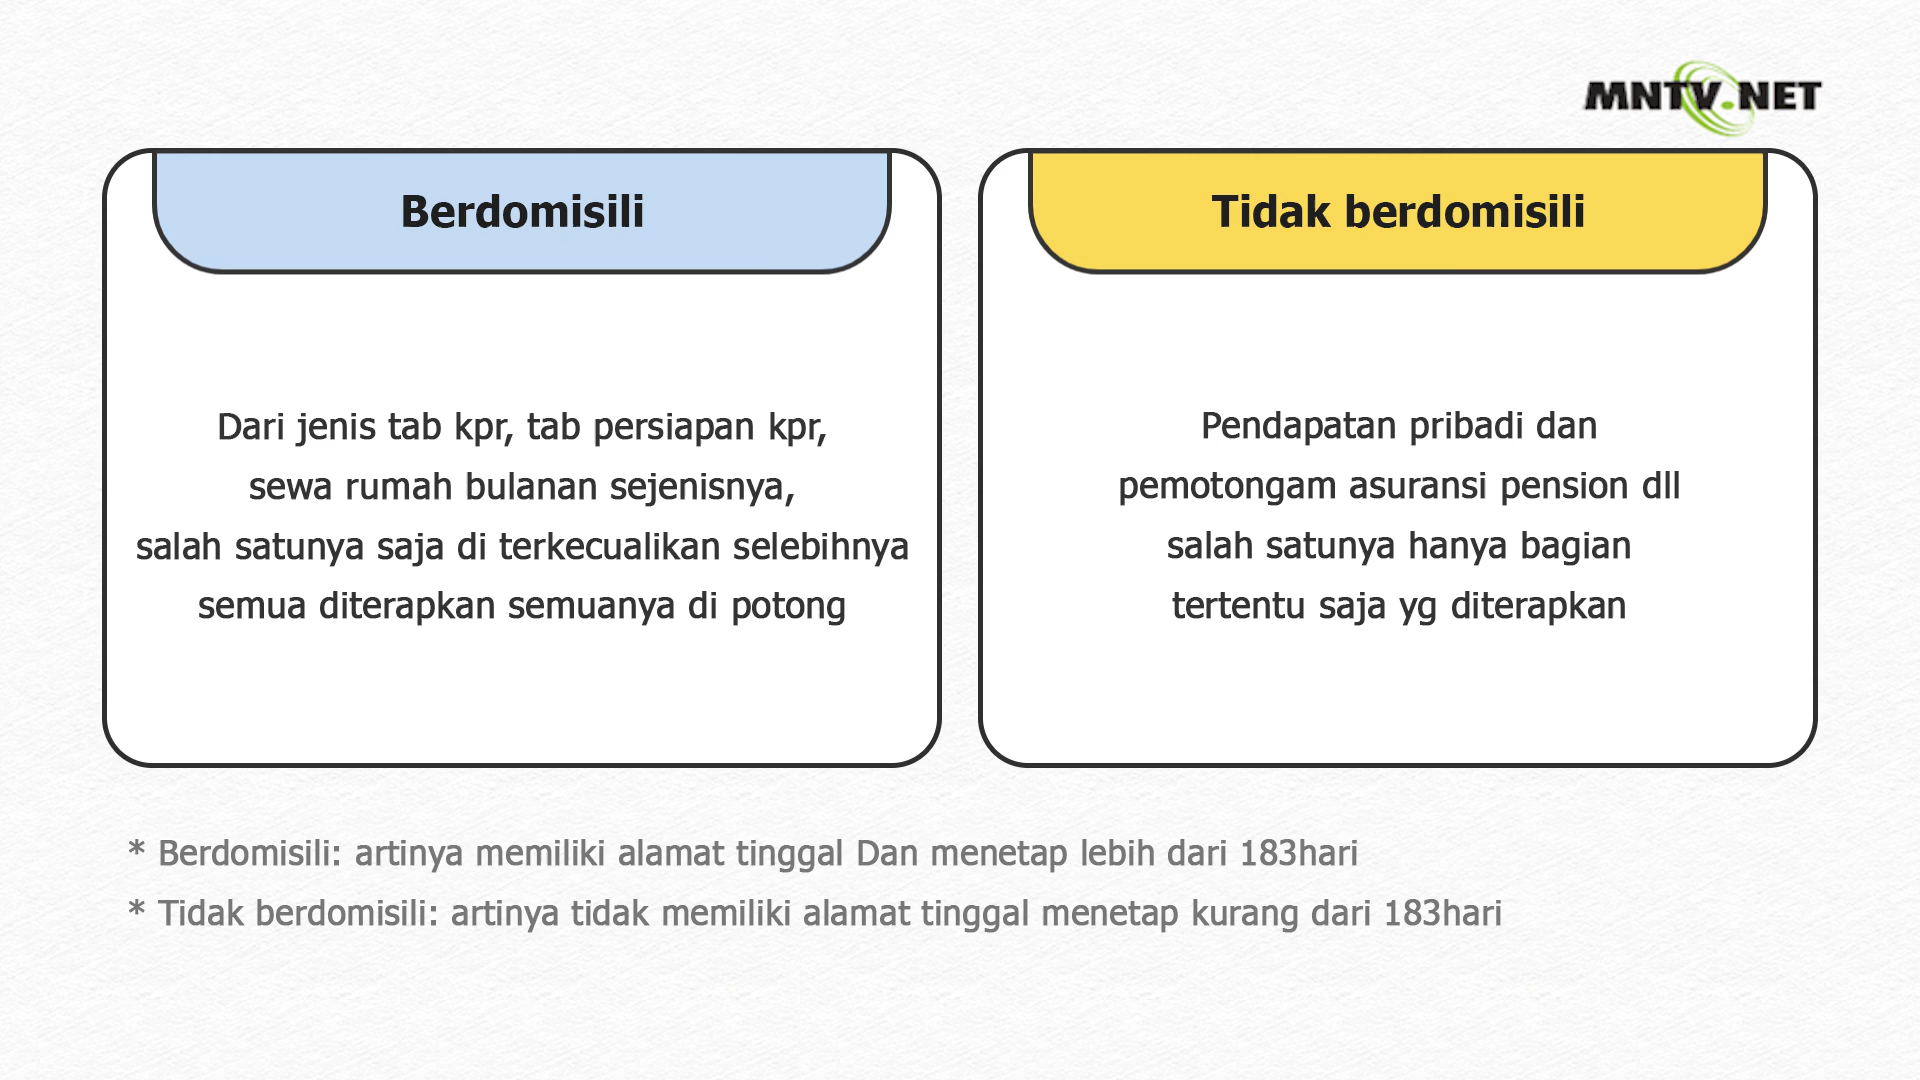 MNTV.NET
Berdomisili
Dari jenis tab kpr, tab persiapan kpr,
sewa rumah bulanan sejenisnya,
salah satunya saja di terkecualikan selebihnya
semua diterapkan semuanya di potong
Tidak berdomisili
Pendapatan pribadi dan
pemotongam asuransi pension dll
salah satunya hanya bagian
tertentu saja yg diterapkan
* Berdomisili: artinya memiliki alamat tinggal Dan menetap lebih dari 183hari
* Tidak berdomisili: artinya tidak memiliki alamat tinggal menetap kurang dari 183hari